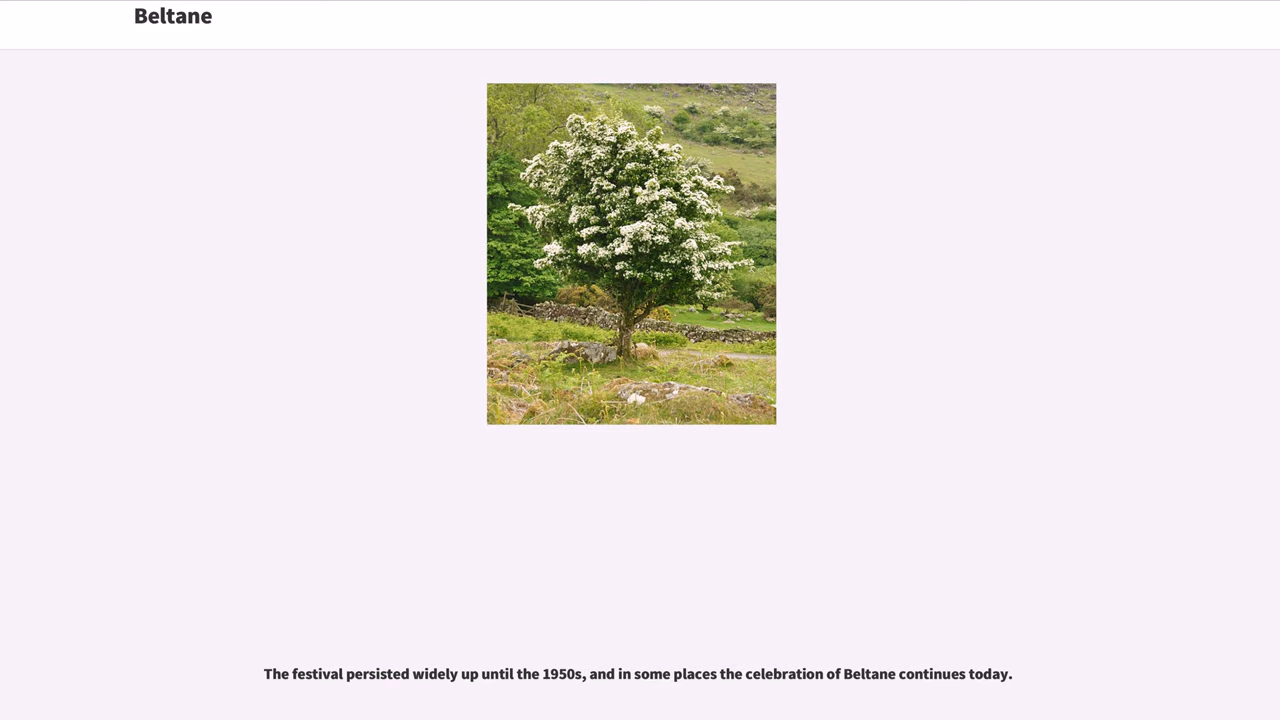 Beltane
The festival persisted widely up until the 1950s, and in some places the celebration of Beltane continues today.